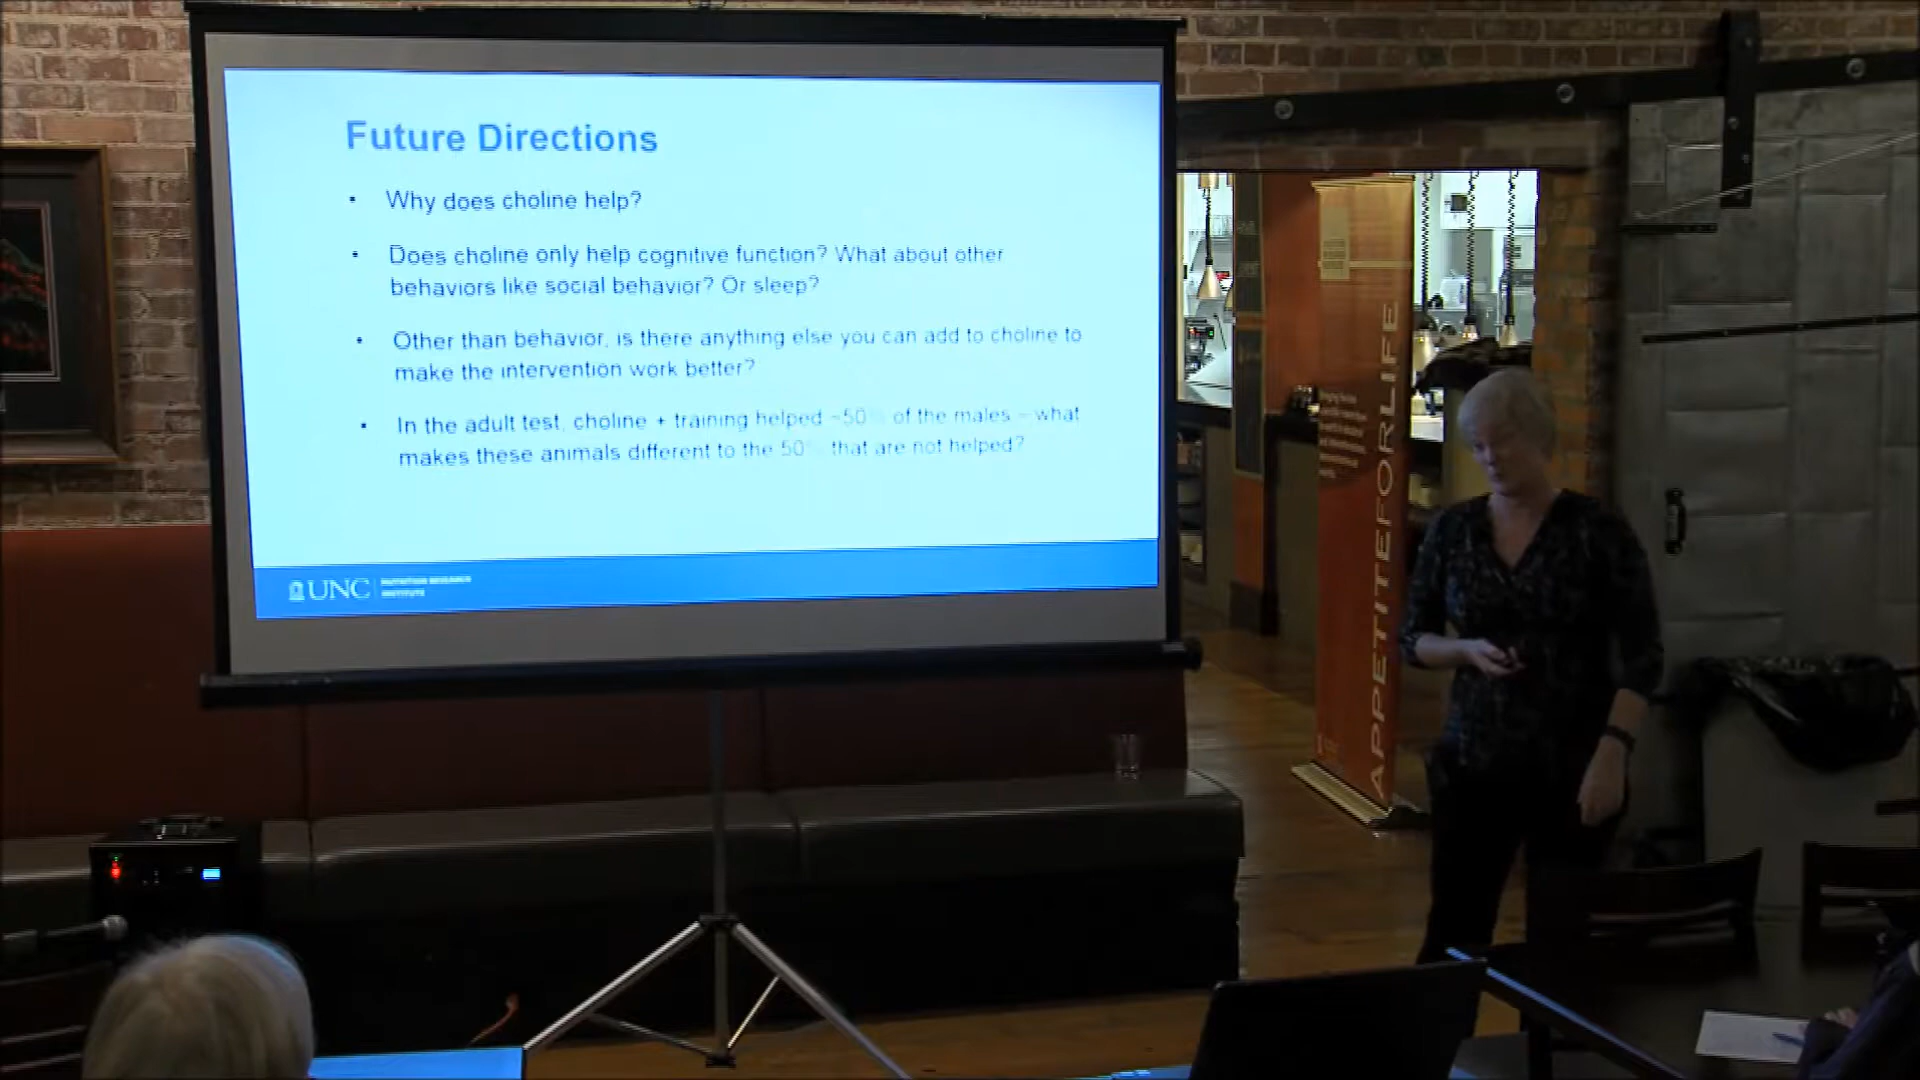 Future Directions
• Why does choline help?
• Does choline only help cognitive function? What about other
behaviors like social behavior? Or sleep?
• Other than behavior, is there anything else you can add to choline to
make the intervention work better?
• In the adult test, choline + training helped ~50% of the males – what
makes these animals different to the 50% that are not helped?
UNC NUTRITION RESEARCH
INSTITUTE
APPETITEFORLIFE